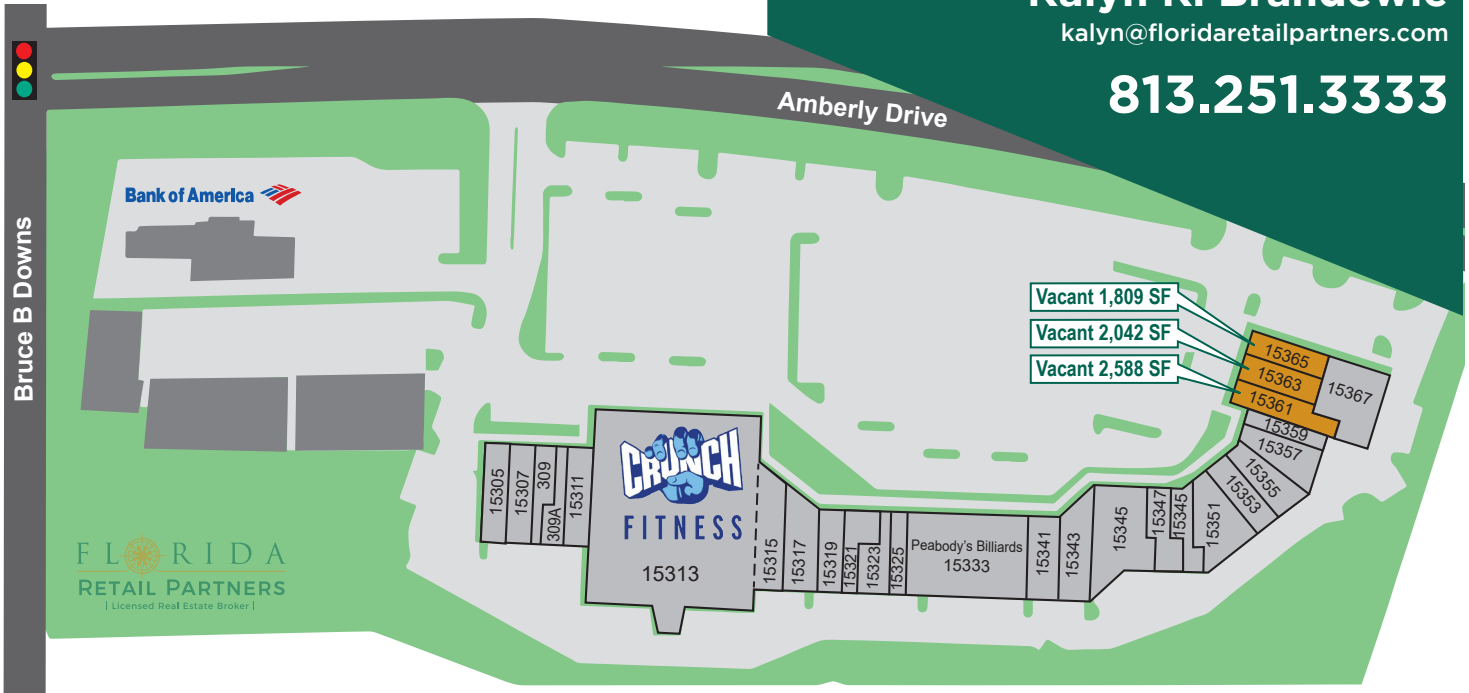 Kalyn K. Brandewie
kalyn@floridaretailpartners.com
813.251.3333
Amberly Drive
Bruce B Downs
Bank of America
Vacant 1,809 SF
Vacant 2,042 SF
Vacant 2,588 SF
15365
15363
15361
15367
15359
15357
15355
15353
15351
15345
15347
15345
15343
15341
Peabody's Billiards
15333
15325
15323
15321
15319
15317
15315
CRUNCH
FITNESS
15313
15311
309
309A
15307
15305
FLORIDA
RETAIL PARTNERS
| Licensed Real Estate Broker |